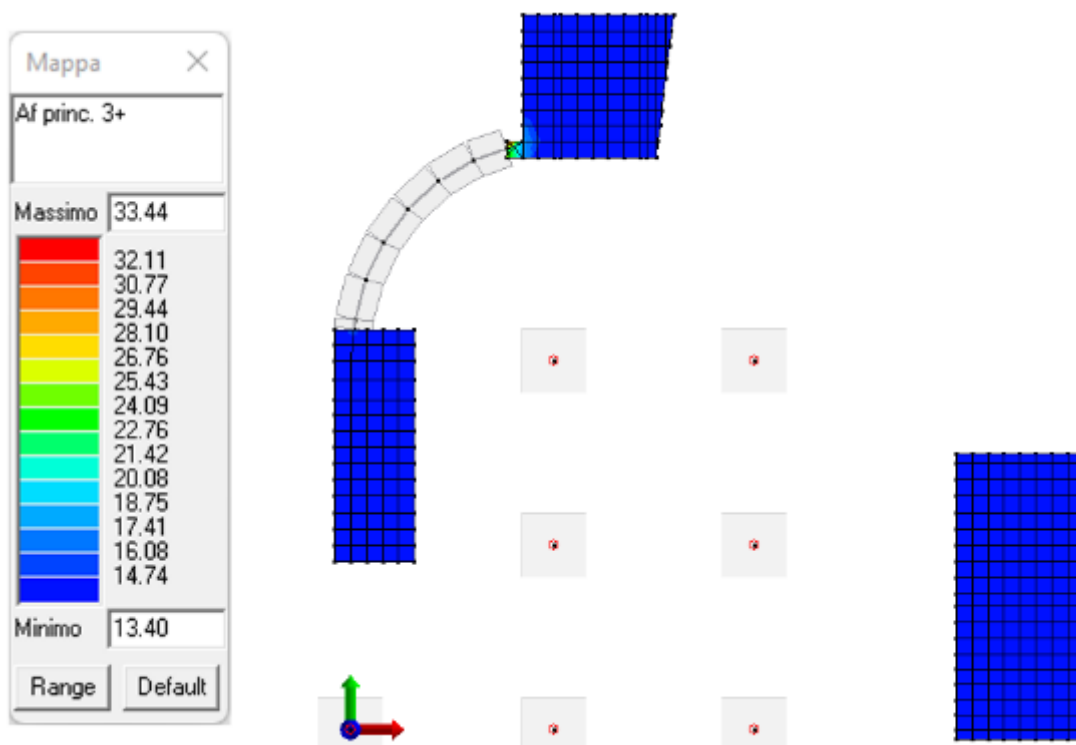 Mappa
Af princ. 3+
Massimo 33.44
32.11
30.77
29.44
28.10
26.76
25.43
24.09
22.76
21.42
20.08
18.75
17.41
16.08
14.74
Minimo 13.40
Range Default